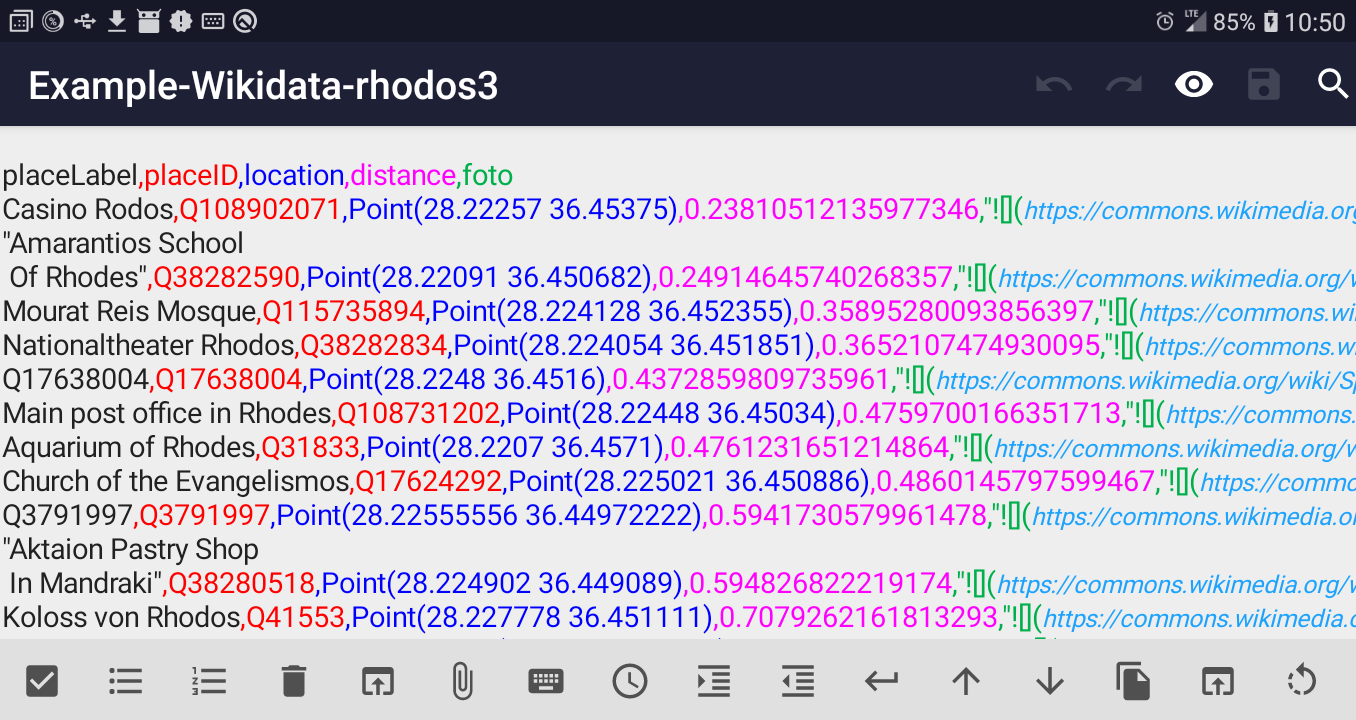 LTE 85% 10:50
Example-Wikidata-rhodos3
placeLabel,placeID,location,distance,foto
Casino Rodos,Q108902071,Point(28.22257 36.45375),0.23810512135977346,"![](https://commons.wikimedia.org
"Amarantios School
Of Rhodes",Q38282590,Point(28.22091 36.450682),0.24914645740268357,"![](https://commons.wikimedia.org/w
Mourat Reis Mosque,Q115735894,Point(28.224128 36.452355),0.35895280093856397,"![](https://commons.wi
Nationaltheater Rhodos,Q38282834,Point(28.224054 36.451851),0.3652107474930095,"![](https://commons.w
Q17638004,Q17638004,Point(28.2248 36.4516),0.4372859809735961,"![](https://commons.wikimedia.org/wiki/Sp
Main post office in Rhodes,Q108731202,Point(28.22448 36.45034),0.4759700166351713,"![](https://commons.
Aquarium of Rhodes,Q31833,Point(28.2207 36.4571),0.4761231651214864,"![](https://commons.wikimedia.org/w
Church of the Evangelismos,Q17624292,Point(28.225021 36.450886),0.4860145797599467,"![](https://commo
Q3791997,Q3791997,Point(28.22555556 36.44972222),0.5941730579961478,"![](https://commons.wikimedia.o
"Aktaion Pastry Shop
In Mandraki",Q38280518,Point(28.224902 36.449089),0.594826822219174,"![](https://commons.wikimedia.org/w
Koloss von Rhodos,Q41553,Point(28.227778 36.451111),0.7079262161813293,"![](https://commons.wikimedia.c